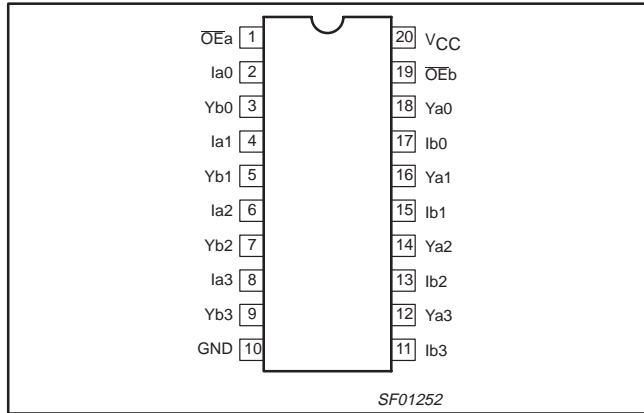 O̅E̅a 1 20 VCC
Ia0 2 19 O̅E̅b
Yb0 3 18 Ya0
Ia1 4 17 Ib0
Yb1 5 16 Ya1
Ia2 6 15 Ib1
Yb2 7 14 Ya2
Ia3 8 13 Ib2
Yb3 9 12 Ya3
GND 10 11 Ib3
SF01252